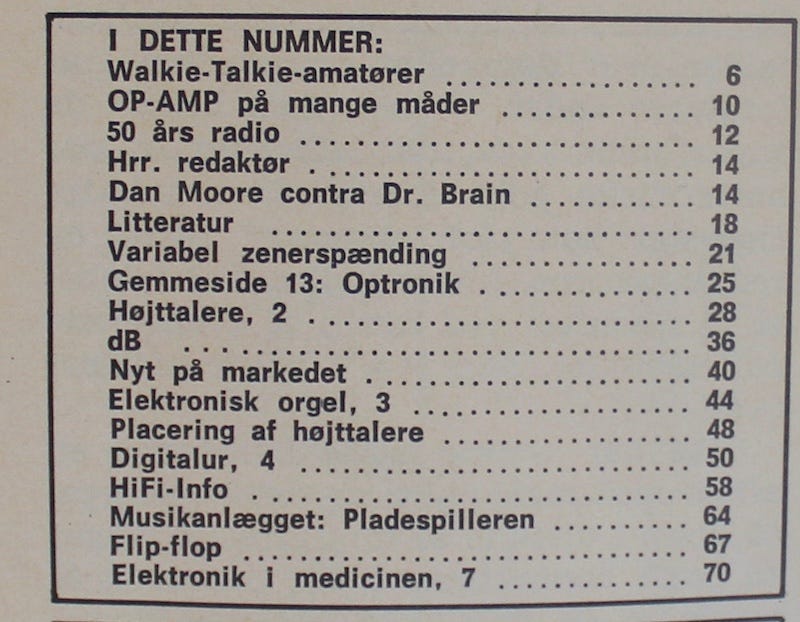 I DETTE NUMMER:
Walkie-Talkie-amatører ................. 6
OP-AMP på mange måder ........... 10
50 års radio ........................... 12
Hrr. redaktør .......................... 14
Dan Moore contra Dr. Brain ........... 14
Litteratur ............................. 18
Variabel zenerspænding ............... 21
Gemmeside 13: Optronik .............. 25
Højttalere, 2 .......................... 28
dB ................................... 36
Nyt på markedet ...................... 40
Elektronisk orgel, 3 ................... 44
Placering af højttalere ................. 48
Digitalur, 4 ........................... 50
HiFi-Info .............................. 58
Musikanlægget: Pladespilleren ......... 64
Flip-flop .............................. 67
Elektronik i medicinen, 7 ............. 70